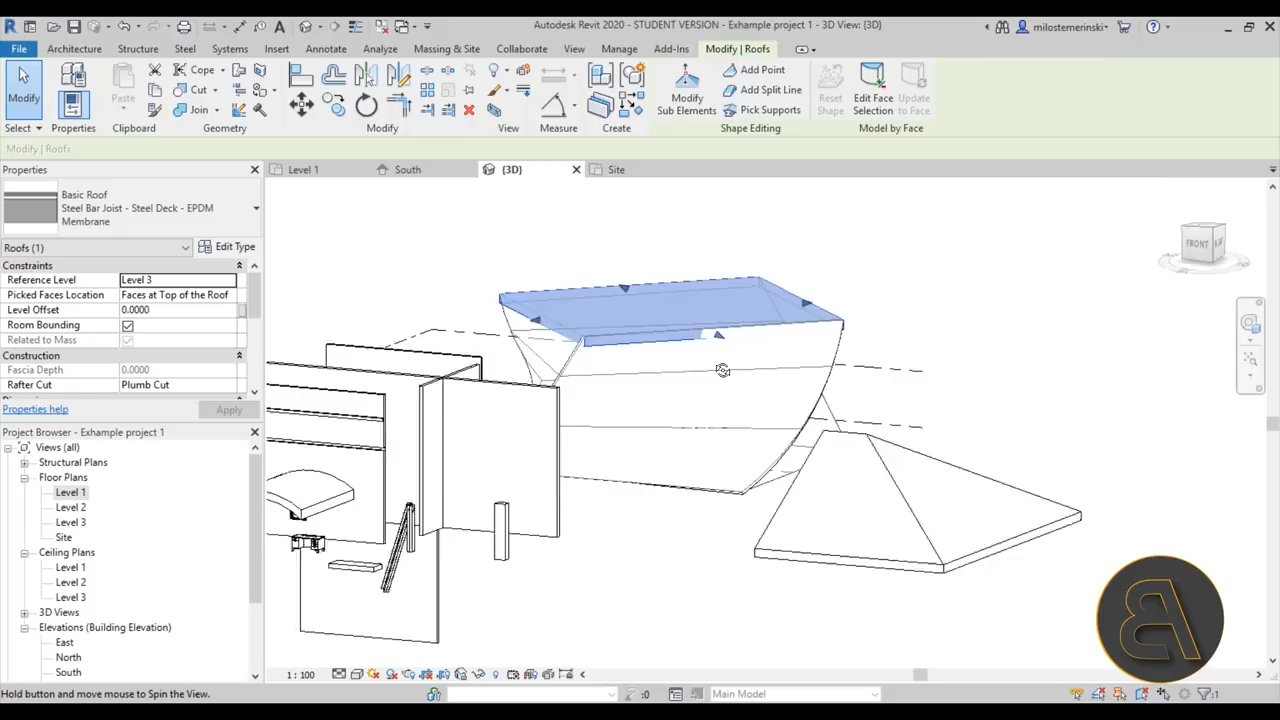 Autodesk Revit 2020 - STUDENT VERSION - Exhample project 1 - 3D View: {3D}
milostemerinski
File Architecture Structure Steel Systems Insert Annotate Analyze Massing & Site Collaborate View Manage Add-Ins Modify | Roofs
Modify
Select
Properties
Paste
Clipboard
Cope
Cut
Join
Geometry
Modify
View
Measure
Create
Modify
Sub Elements
Add Point
Add Split Line
Pick Supports
Reset
Shape
Shape Editing
Edit Face
Selection
Update
to Face
Model by Face
Modify | Roofs
Properties
Level 1
South
{3D}
Site
Basic Roof
Steel Bar Joist - Steel Deck - EPDM
Membrane
Roofs (1)
Edit Type
Constraints
Reference Level Level 3
Picked Faces Location Faces at Top of the Roof
Level Offset 0.0000
Room Bounding
Related to Mass
Construction
Fascia Depth 0.0000
Rafter Cut Plumb Cut
Properties help
Apply
Project Browser - Exhample project 1
Views (all)
Structural Plans
Floor Plans
Level 1
Level 2
Level 3
Site
Ceiling Plans
Level 1
Level 2
Level 3
3D Views
Elevations (Building Elevation)
East
North
South
FRONT
1 : 100
Hold button and move mouse to Spin the View.
:0
Main Model
:1